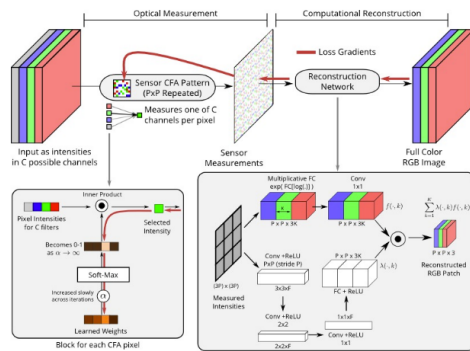 Optical Measurement
Computational Reconstruction
Loss Gradients
Sensor CFA Pattern
(PxP Repeated)
Measures one of C
channels per pixel
Reconstruction
Network
Input as intensities
in C possible channels
Sensor
Measurements
Full Color
RGB Image
Inner Product
Pixel Intensities
for C filters
Selected
Intensity
Becomes 0-1
as α → ∞
Soft-Max
Increased slowly
across iterations
α
Learned Weights
Block for each CFA pixel
Multiplicative FC
exp( FC[log(.)] )
Conv
1x1
P x P x 3K
P x P x 3K
f(·, k)
(3P) x (3P)
Measured
Intensities
Conv +ReLU
PxP (stride P)
3x3xF
Conv +ReLU
2x2
2x2xF
P x P x 3K
FC + ReLU
λ(·, k)
1x1xF
Conv +ReLU
1x1
P x P x 3
Reconstructed
RGB Patch